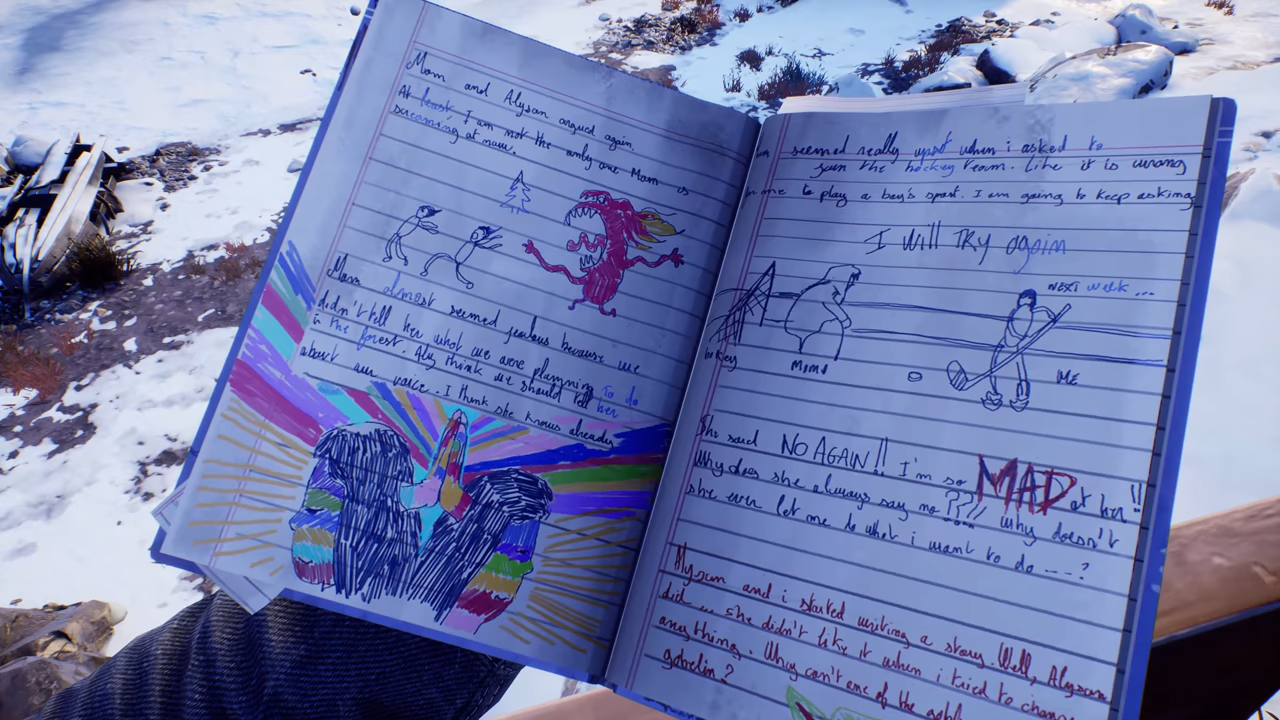 Mom and Alyson argued again.
At least I am not the only one Mom is
screaming at now.
Mom almost seemed jealous because we
didn't tell her what we were planning to do
in the forest. Aly think we should tell her
about our voice. I think she knows already
seemed really upset when i asked to
join the hockey team. Like it is wrong
me to play a boy's sport. I am going to keep asking
I will TRY again
NEXT week ...
hockey
Mom
ME
She said NO AGAIN!! I'm so MAD at her!!
Why does she always say no ???!! why doesn't
she ever let me do what i want to do ---?
Alyson and i started writing a story. Well, Alyson
did ... she didn't like it when i tried to change
anything. Why can't one of the
gobelin?